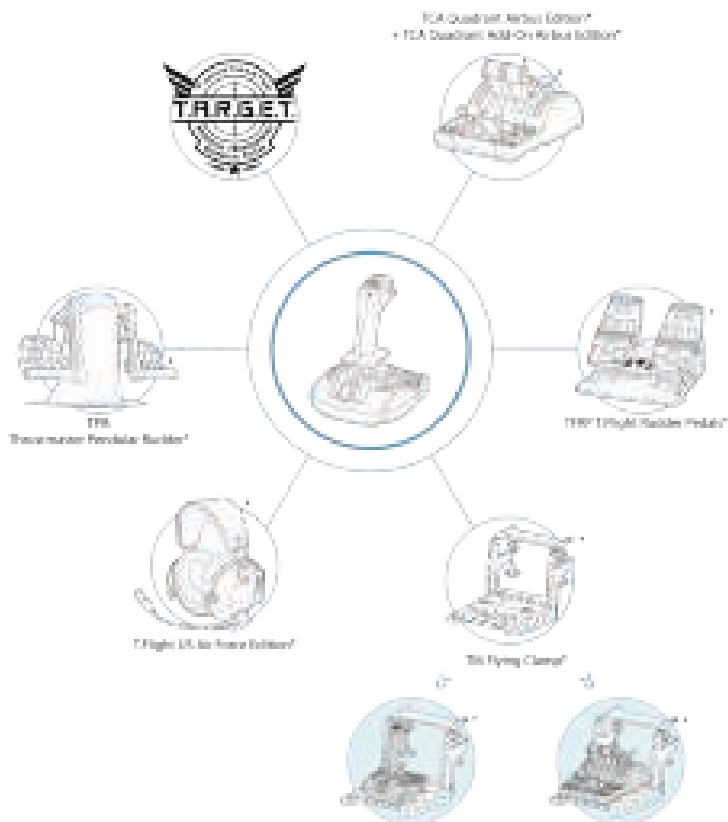 TCA Quadrant Airbus Edition*
+ TCA Quadrant Add-On Airbus Edition*
T.A.R.G.E.T.
TPR
Thrustmaster Pendular Rudder*
TFRP T.Flight Rudder Pedals*
T.Flight US Air Force Edition*
TM Flying Clamp*